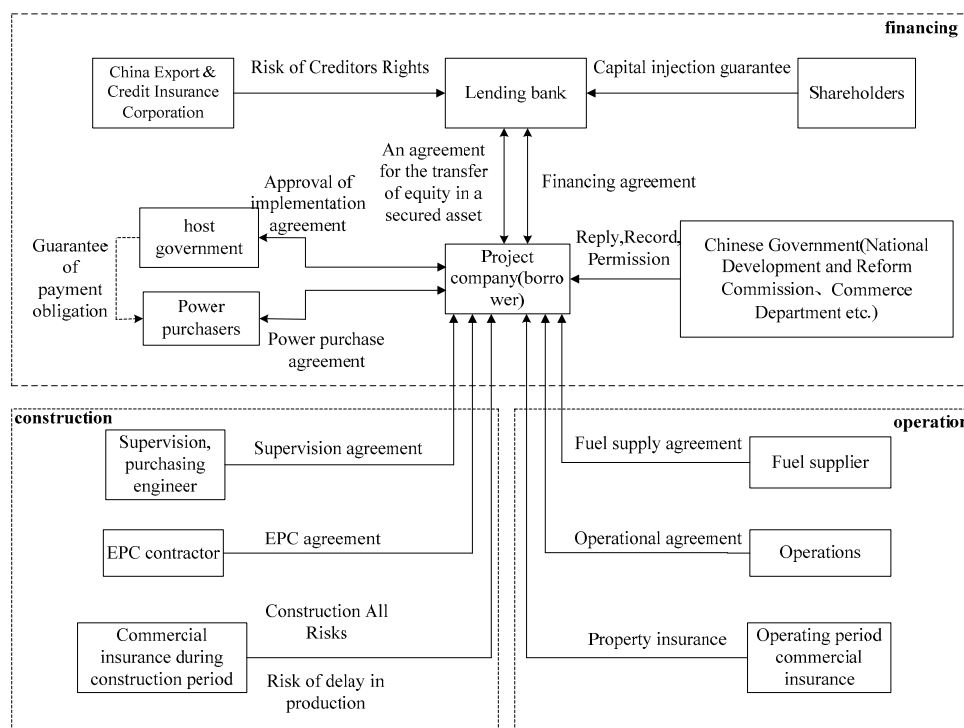 financing
China Export &
Credit Insurance
Corporation
Risk of Creditors Rights
Lending bank
Capital injection guarantee
Shareholders
An agreement
for the transfer
of equity in a
secured asset
Financing agreement
Approval of
implementation
agreement
host
government
Guarantee
of
payment
obligation
Power
purchasers
Power purchase
agreement
Project
company(borro
wer)
Reply,Record,
Permission
Chinese Government(National
Development and Reform
Commission、Commerce
Department etc.)
construction
Supervision,
purchasing
engineer
Supervision agreement
EPC contractor
EPC agreement
Commercial
insurance during
construction period
Construction All
Risks
Risk of delay in
production
operation
Fuel supply agreement
Fuel supplier
Operational agreement
Operations
Property insurance
Operating period
commercial
insurance